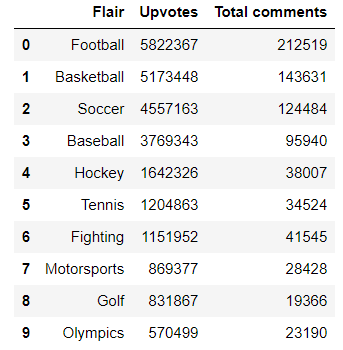 Flair Upvotes Total comments
0 Football 5822367 212519
1 Basketball 5173448 143631
2 Soccer 4557163 124484
3 Baseball 3769343 95940
4 Hockey 1642326 38007
5 Tennis 1204863 34524
6 Fighting 1151952 41545
7 Motorsports 869377 28428
8 Golf 831867 19366
9 Olympics 570499 23190